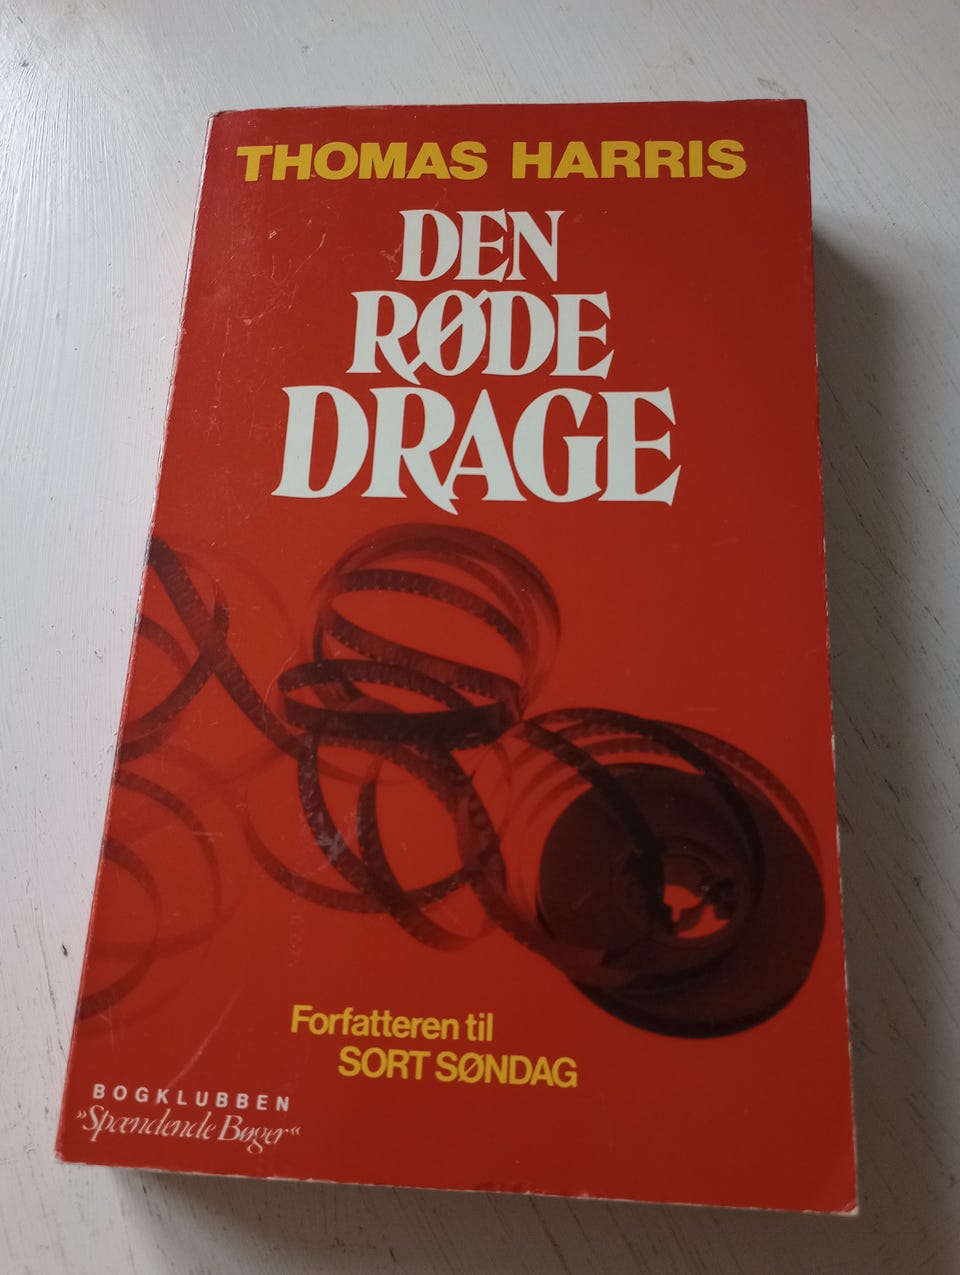 THOMAS HARRIS
DEN
RØDE
DRAGE
Forfatteren til
SORT SØNDAG
BOGKLUBBEN
»Spændende Bøger«